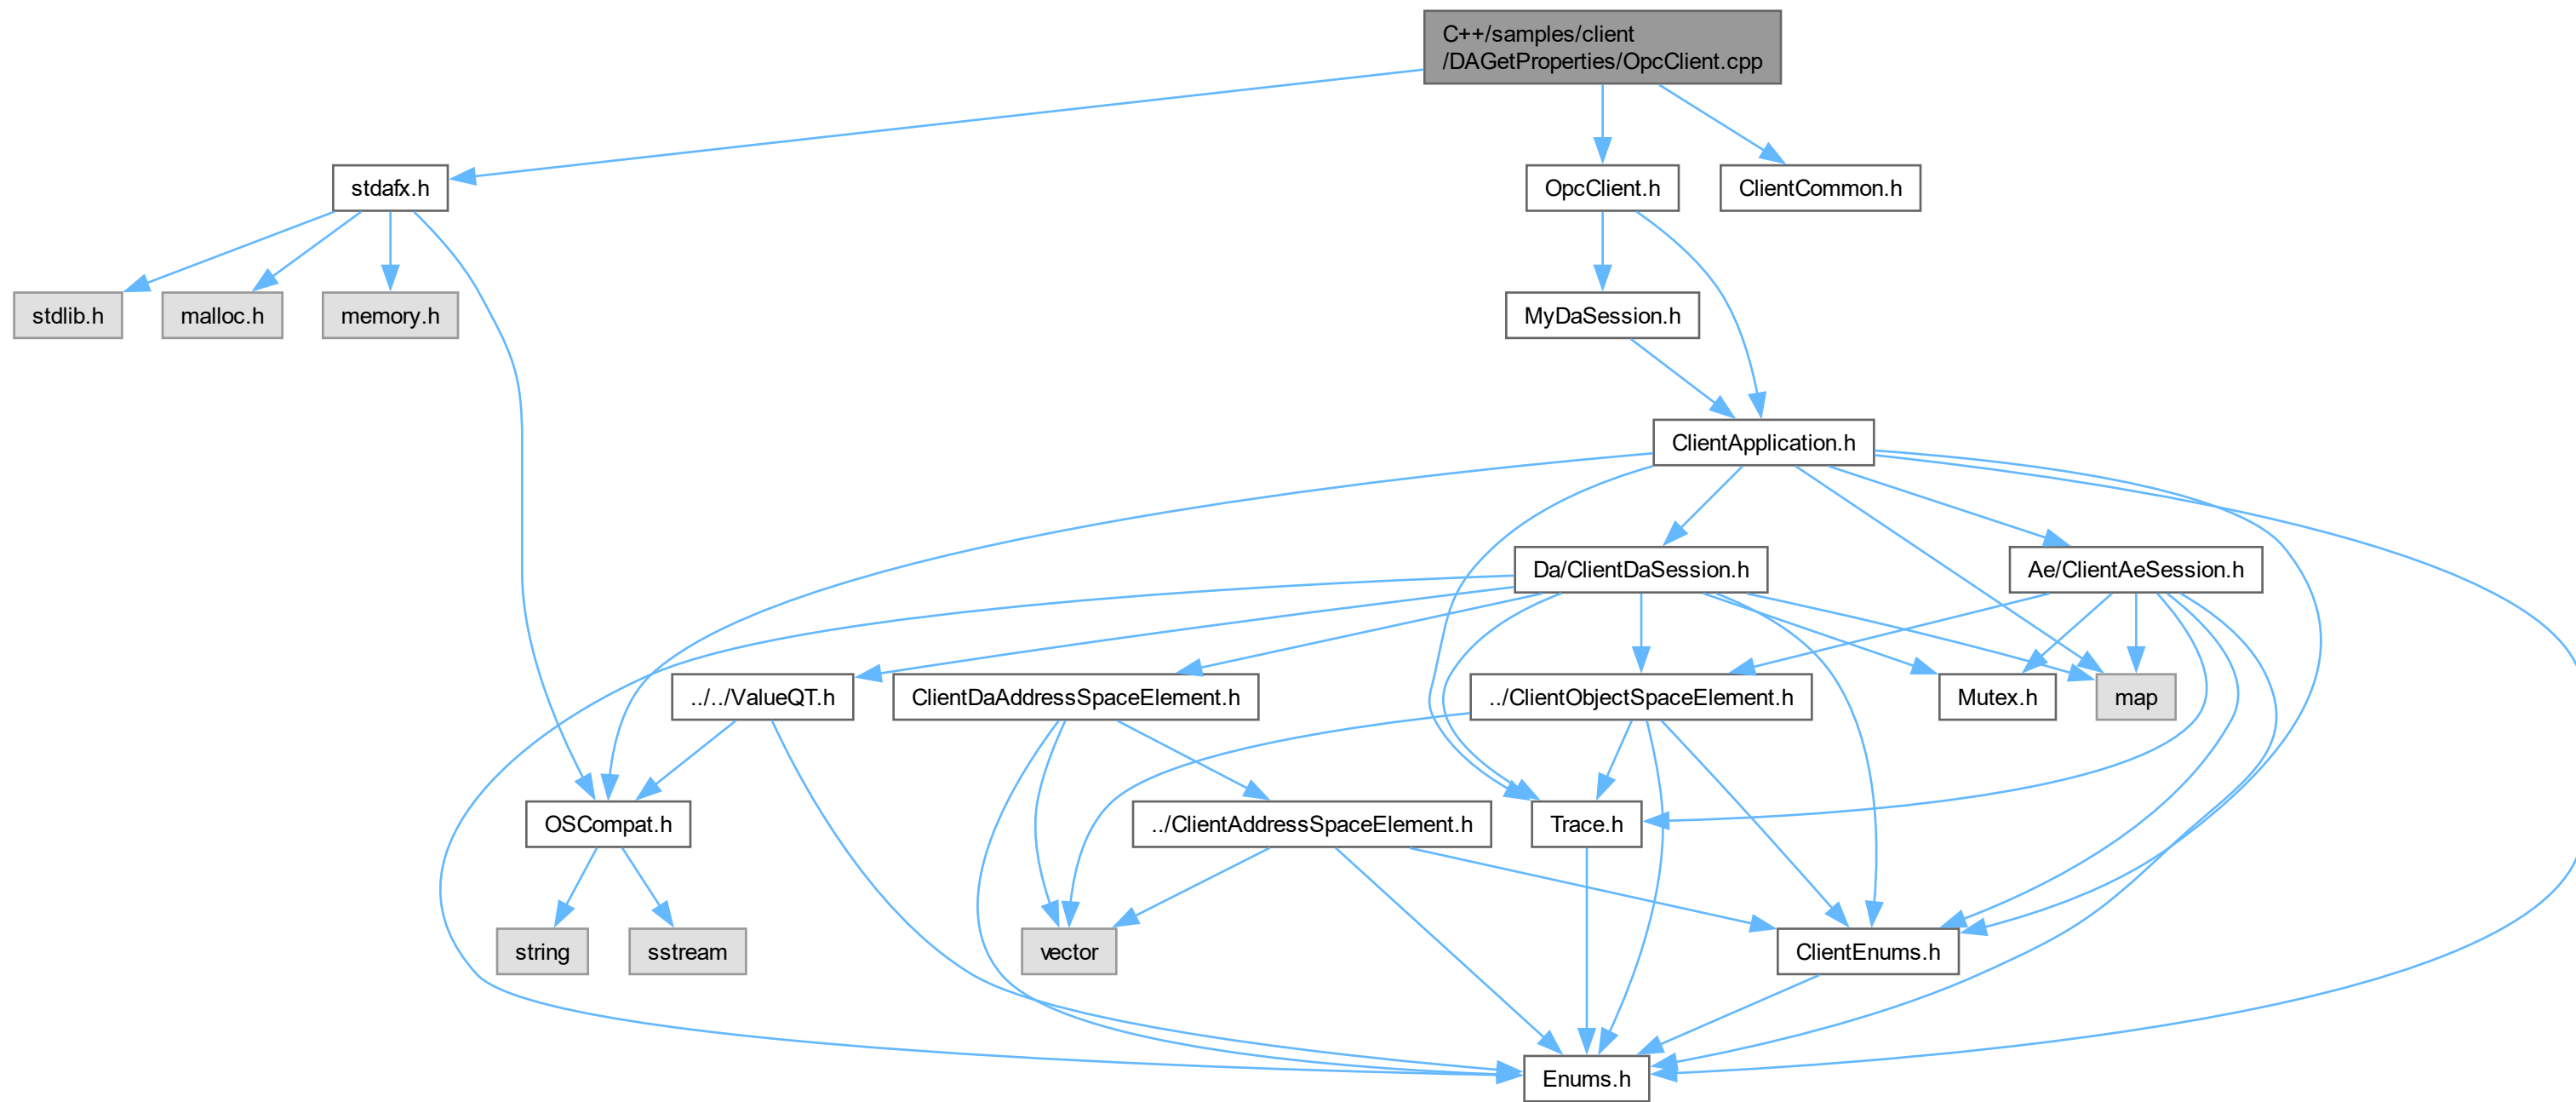 C++/samples/client
/DAGetProperties/OpcClient.cpp
stdafx.h
OpcClient.h
ClientCommon.h
stdlib.h
malloc.h
memory.h
MyDaSession.h
ClientApplication.h
Da/ClientDaSession.h
Ae/ClientAeSession.h
../../ValueQT.h
ClientDaAddressSpaceElement.h
../ClientObjectSpaceElement.h
Mutex.h
map
OSCompat.h
../ClientAddressSpaceElement.h
Trace.h
string
sstream
vector
ClientEnums.h
Enums.h